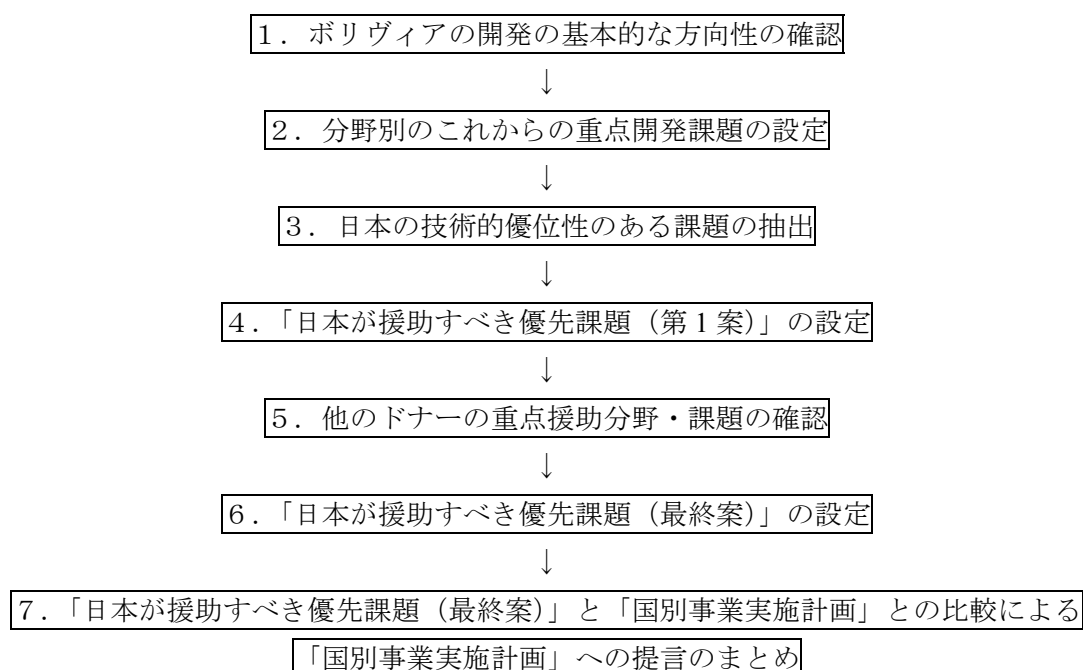 １．ボリヴィアの開発の基本的な方向性の確認
↓
２．分野別のこれからの重点開発課題の設定
↓
３．日本の技術的優位性のある課題の抽出
↓
４．「日本が援助すべき優先課題（第 1 案）」の設定
↓
５．他のドナーの重点援助分野・課題の確認
↓
６．「日本が援助すべき優先課題（最終案）」の設定
↓
７．「日本が援助すべき優先課題（最終案）」と「国別事業実施計画」との比較による
「国別事業実施計画」への提言のまとめ